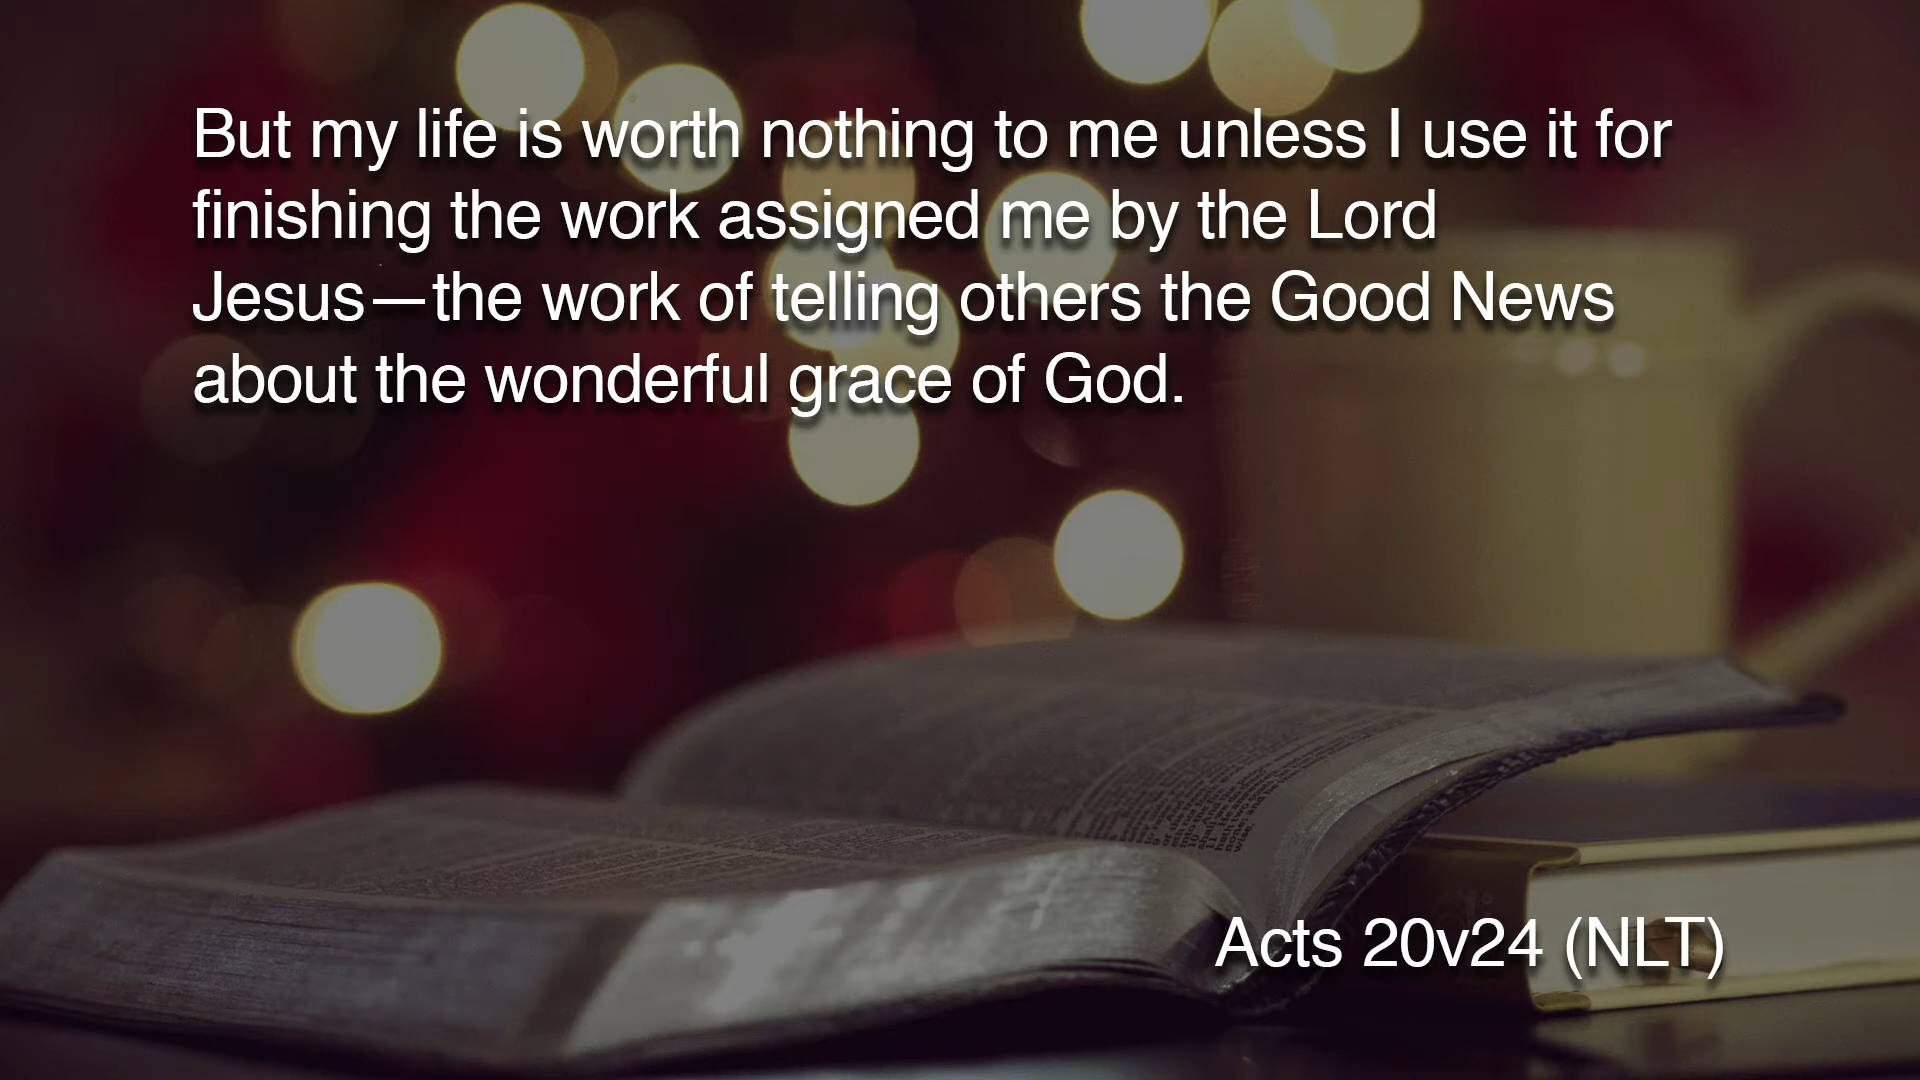 But my life is worth nothing to me unless I use it for
finishing the work assigned me by the Lord
Jesus—the work of telling others the Good News
about the wonderful grace of God.
Acts 20v24 (NLT)